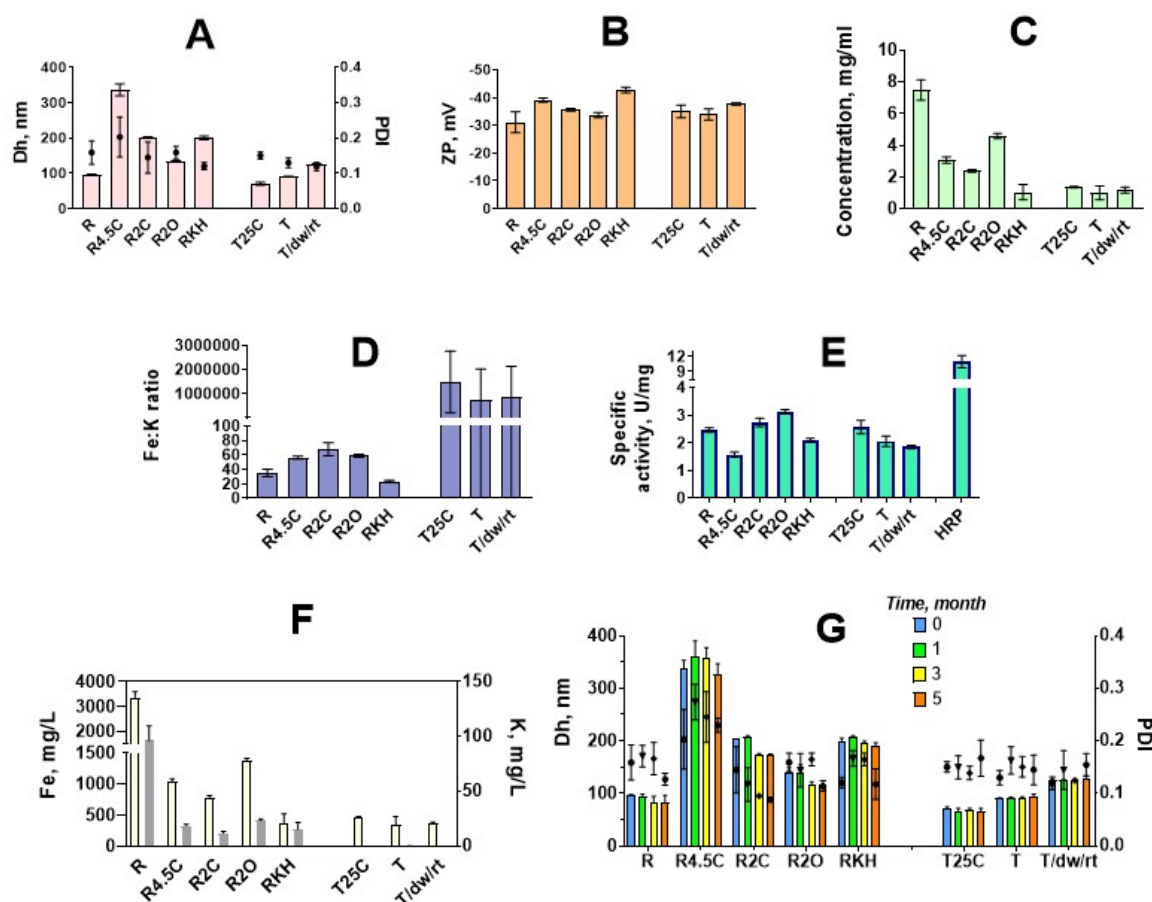 A
Dh, nm
400
300
200
100
0
0.4
0.3
0.2
0.1
0.0
PDI
R
R4.5C
R2C
R2O
RKH
T25C
T
T/dw/rt
B
ZP, mV
-50
-40
-30
-20
-10
0
R
R4.5C
R2C
R2O
RKH
T25C
T
T/dw/rt
C
Concentration, mg/ml
10
8
6
4
2
0
R
R4.5C
R2C
R2O
RKH
T25C
T
T/dw/rt
D
Fe:K ratio
3000000
2000000
1000000
100
80
60
40
20
0
R
R4.5C
R2C
R2O
RKH
T25C
T
T/dw/rt
E
Specific
activity, U/mg
12
9
4
3
2
1
0
R
R4.5C
R2C
R2O
RKH
T25C
T
T/dw/rt
HRP
F
Fe, mg/L
4000
3000
2000
1500
1000
500
0
150
100
50
0
K, mg/L
R
R4.5C
R2C
R2O
RKH
T25C
T
T/dw/rt
G
Time, month
0
1
3
5
Dh, nm
400
300
200
100
0
0.4
0.3
0.2
0.1
0.0
PDI
R
R4.5C
R2C
R2O
RKH
T25C
T
T/dw/rt